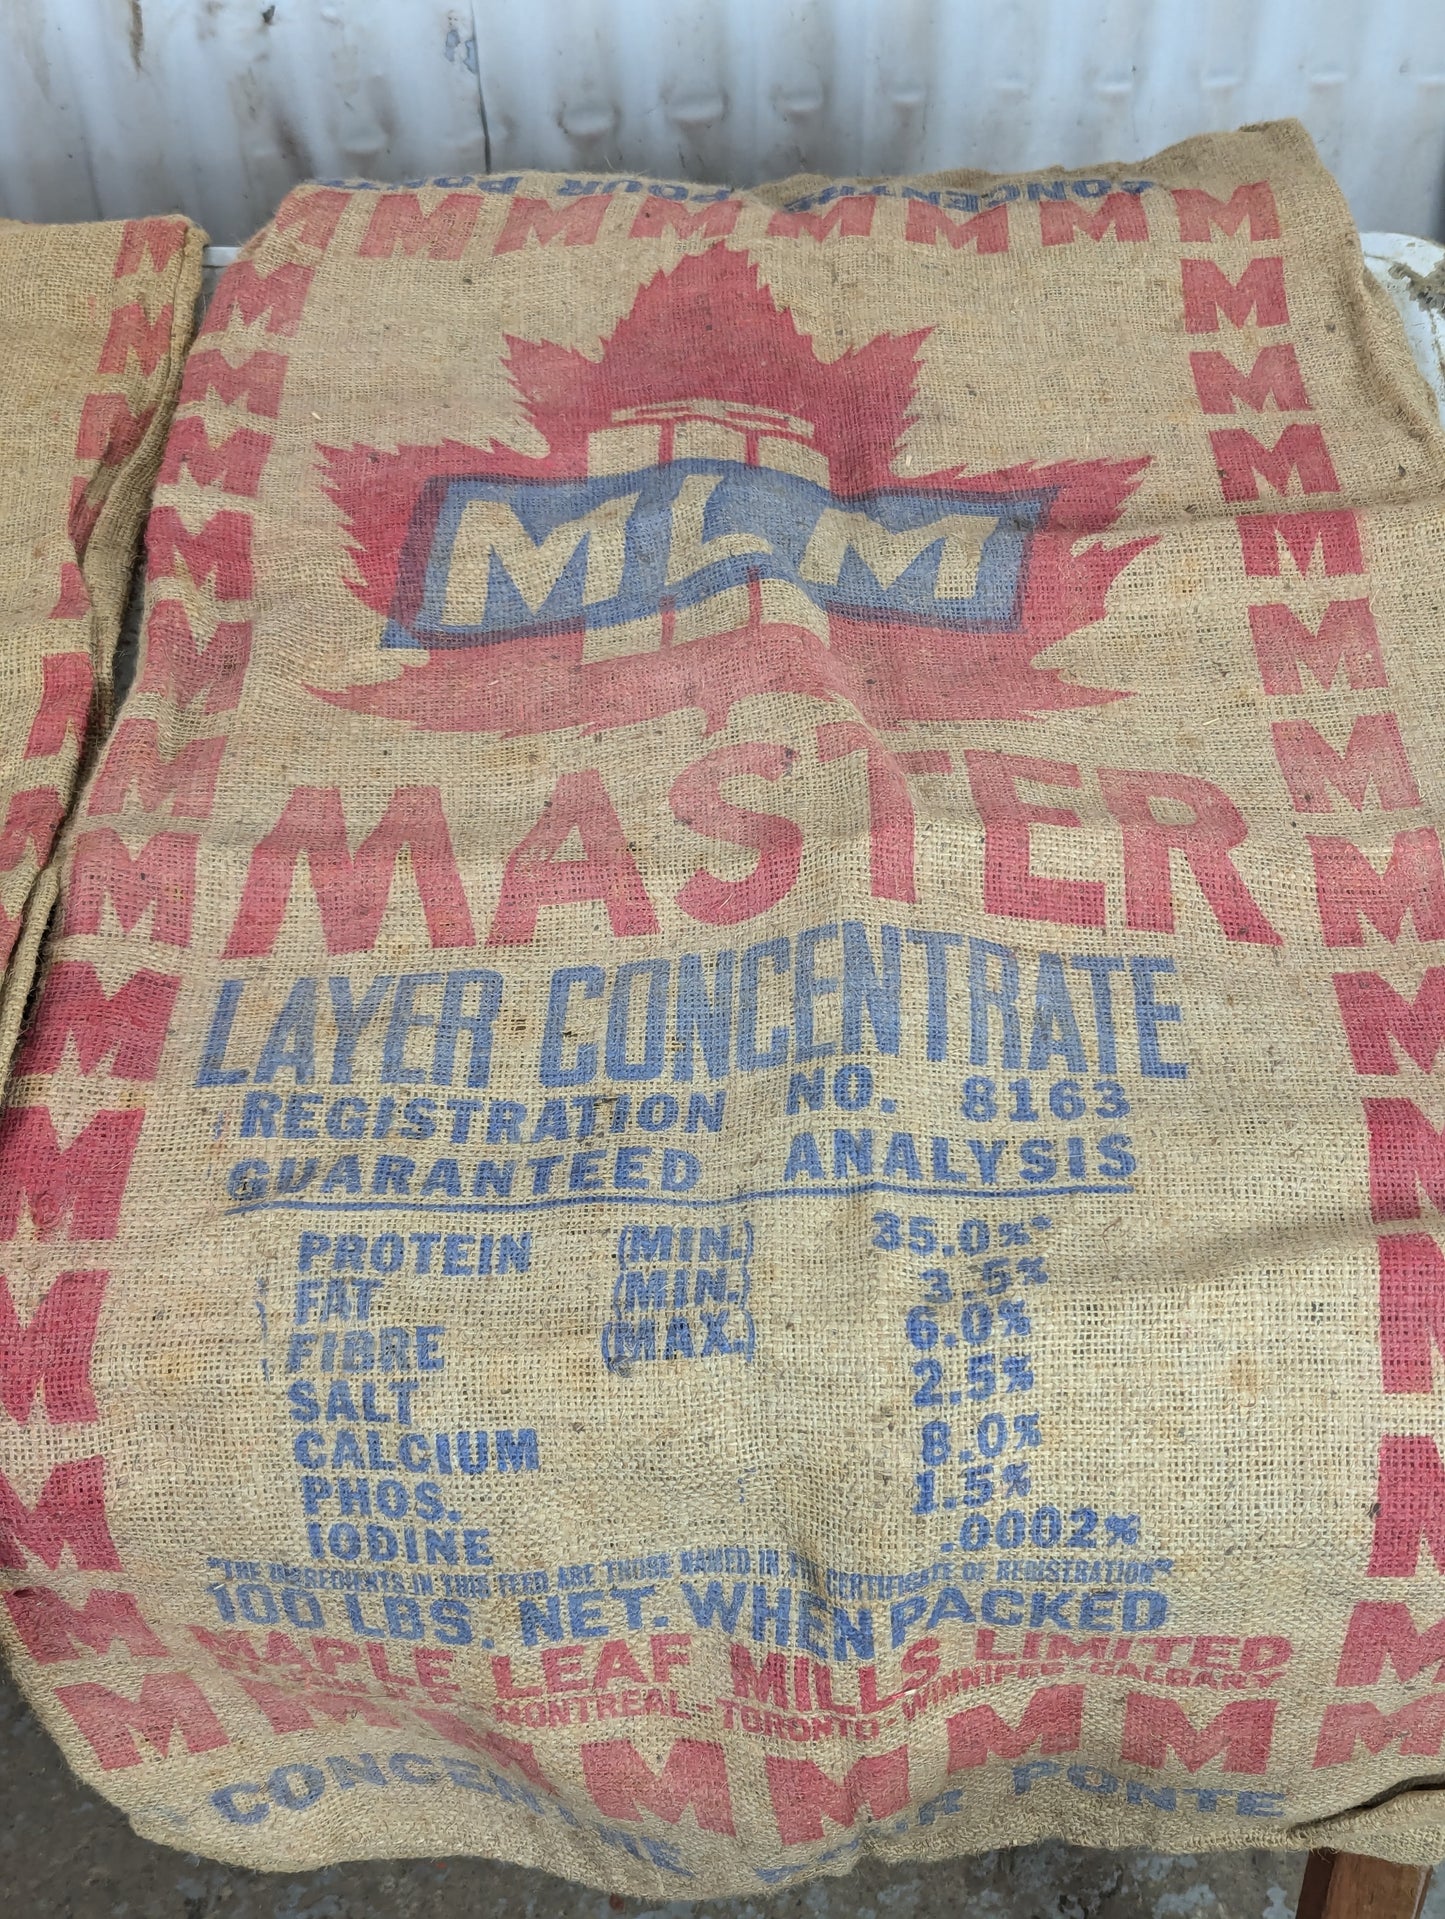 CONCENTRÉ POUR PONTE
M M M M M M M M
MLM
MASTER
LAYER CONCENTRATE
REGISTRATION NO. 8163
GUARANTEED ANALYSIS
PROTEIN (MIN.) 35.0%
FAT (MIN.) 3.5%
FIBRE (MAX.) 6.0%
SALT 2.5%
CALCIUM 8.0%
PHOS. 1.5%
IODINE .0002%
"THE INGREDIENTS IN THIS FEED ARE THOSE NAMED IN THE CERTIFICATE OF REGISTRATION"
100 LBS. NET. WHEN PACKED
MAPLE LEAF MILLS LIMITED
MONTREAL - TORONTO - WINNIPEG - CALGARY
M M M M M M M M
CONCENTRÉ POUR PONTE